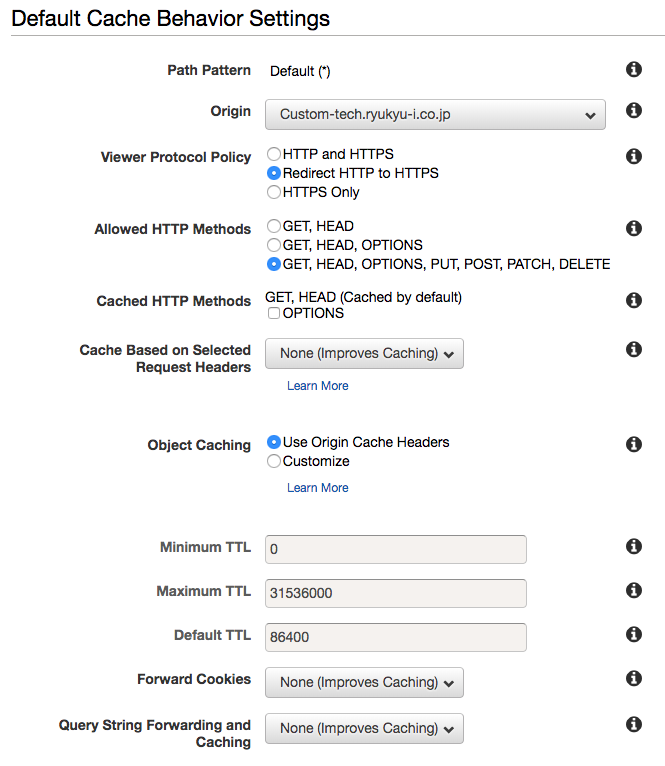 Default Cache Behavior Settings
Path Pattern Default (*)
Origin Custom-tech.ryukyu-i.co.jp
Viewer Protocol Policy HTTP and HTTPS
Redirect HTTP to HTTPS
HTTPS Only
Allowed HTTP Methods GET, HEAD
GET, HEAD, OPTIONS
GET, HEAD, OPTIONS, PUT, POST, PATCH, DELETE
Cached HTTP Methods GET, HEAD (Cached by default)
OPTIONS
Cache Based on Selected
Request Headers
None (Improves Caching)
Learn More
Object Caching Use Origin Cache Headers
Customize
Learn More
Minimum TTL 0
Maximum TTL 31536000
Default TTL 86400
Forward Cookies None (Improves Caching)
Query String Forwarding and
Caching
None (Improves Caching)